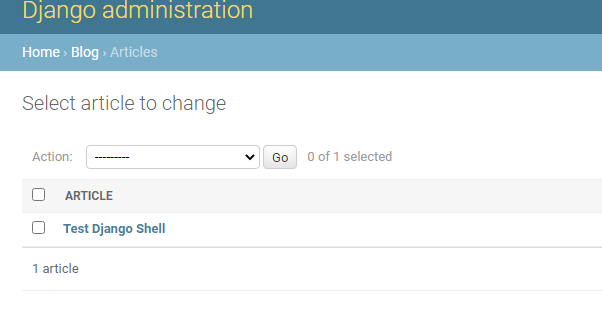 Django administration
Home › Blog › Articles
Select article to change
Action: --------- Go 0 of 1 selected
ARTICLE
Test Django Shell
1 article